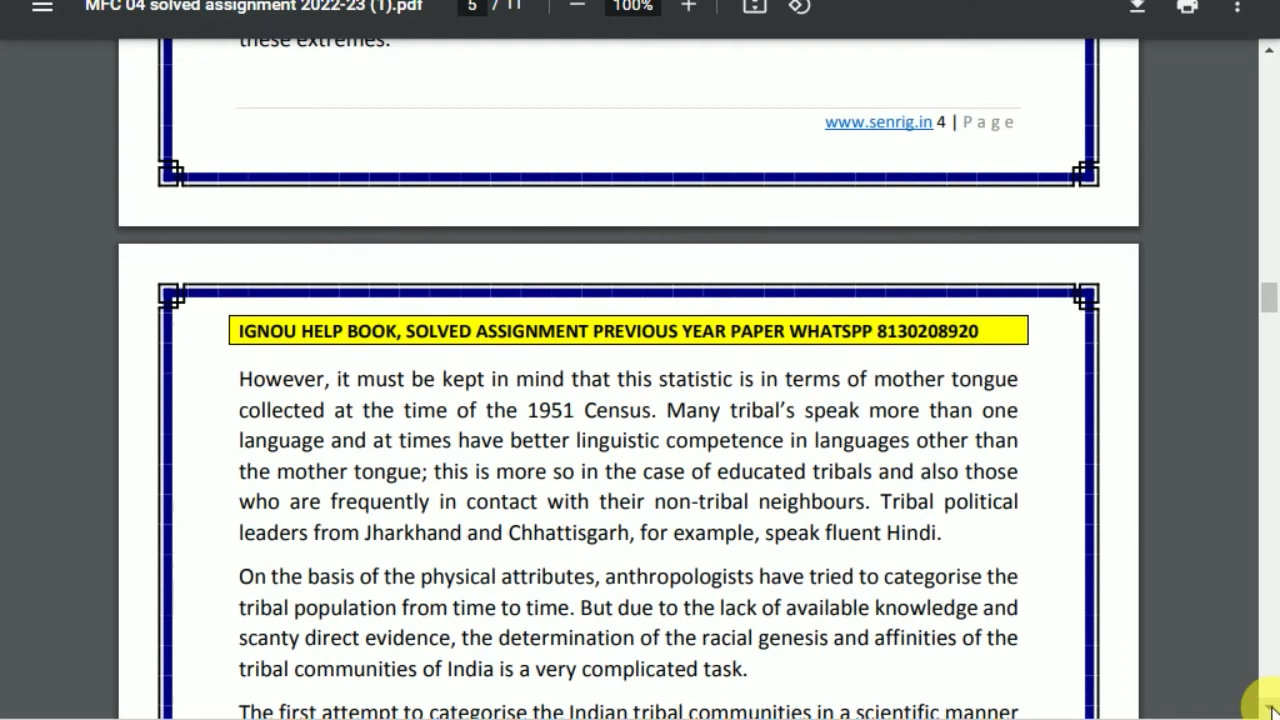 MFC 04 solved assignment 2022-23 (1).pdf 5 / 11 100%
these extremes.
www.senrig.in 4 | Page
IGNOU HELP BOOK, SOLVED ASSIGNMENT PREVIOUS YEAR PAPER WHATSPP 8130208920
However, it must be kept in mind that this statistic is in terms of mother tongue
collected at the time of the 1951 Census. Many tribal’s speak more than one
language and at times have better linguistic competence in languages other than
the mother tongue; this is more so in the case of educated tribals and also those
who are frequently in contact with their non-tribal neighbours. Tribal political
leaders from Jharkhand and Chhattisgarh, for example, speak fluent Hindi.
On the basis of the physical attributes, anthropologists have tried to categorise the
tribal population from time to time. But due to the lack of available knowledge and
scanty direct evidence, the determination of the racial genesis and affinities of the
tribal communities of India is a very complicated task.
The first attempt to categorise the Indian tribal communities in a scientific manner